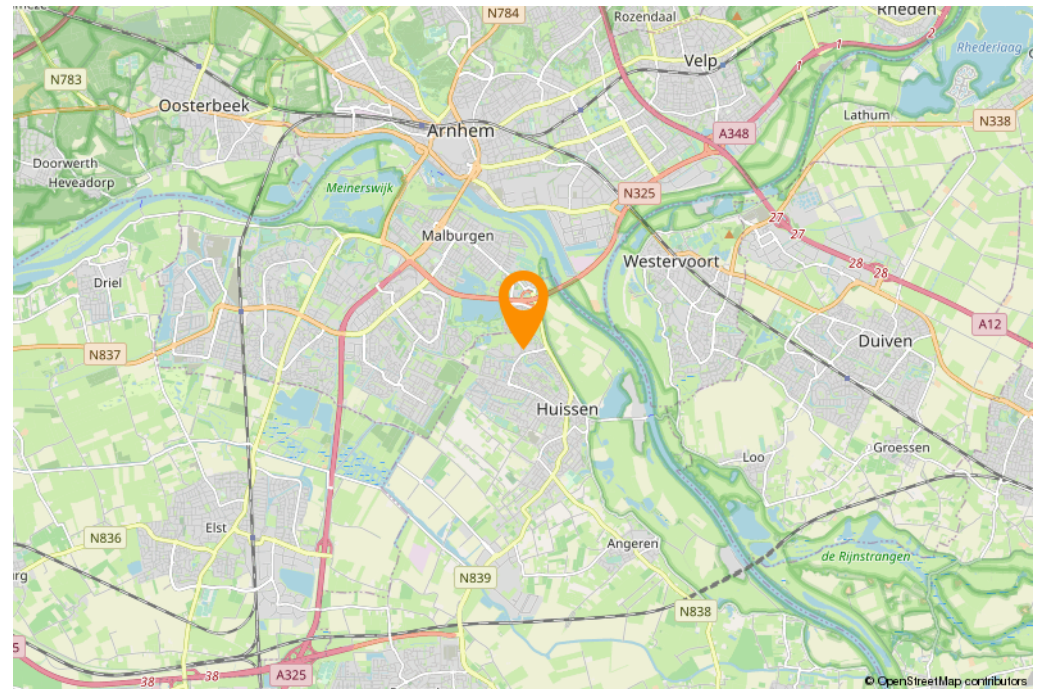 N784
Rozendaal
Rheden
Velp
1
2
Rhederlaag
N783
1
Oosterbeek
Arnhem
Lathum
N338
A348
Doorwerth
Heveadorp
Meinerswijk
N325
27
27
Malburgen
Westervoort
28
28
Driel
A12
N837
Duiven
Huissen
Groessen
Loo
Elst
N836
Angeren
de Rijnstrangen
N839
N838
38
38
A325
© OpenStreetMap contributors